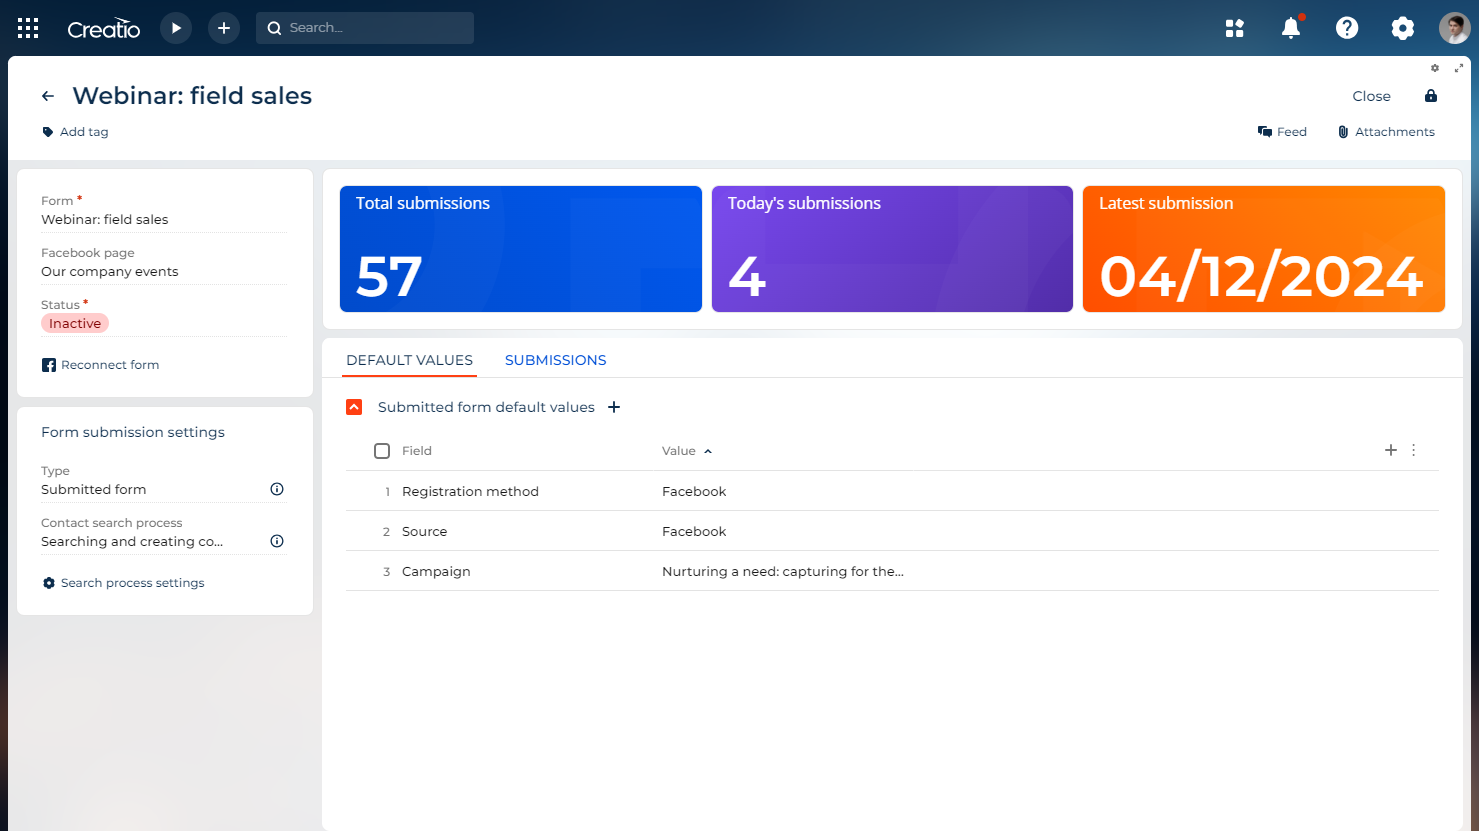 Creatio
Search...
Webinar: field sales
Close
Add tag
Feed
Attachments
Form *
Webinar: field sales
Facebook page
Our company events
Status *
Inactive
Reconnect form
Form submission settings
Type
Submitted form
Contact search process
Searching and creating co...
Search process settings
Total submissions
57
Today's submissions
4
Latest submission
04/12/2024
DEFAULT VALUES
SUBMISSIONS
Submitted form default values
Field Value
1 Registration method Facebook
2 Source Facebook
3 Campaign Nurturing a need: capturing for the...